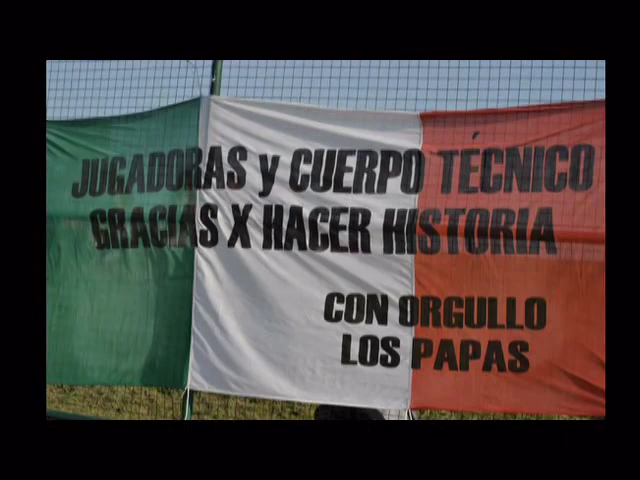 JUGADORAS y CUERPO TÉCNICO
GRACIAS X HACER HISTORIA
CON ORGULLO
LOS PAPAS